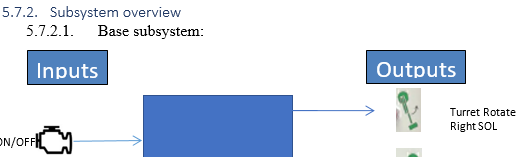 5.7.2. Subsystem overview
5.7.2.1. Base subsystem:
Inputs
Outputs
Turret Rotate
Right SOL
ON/OFF